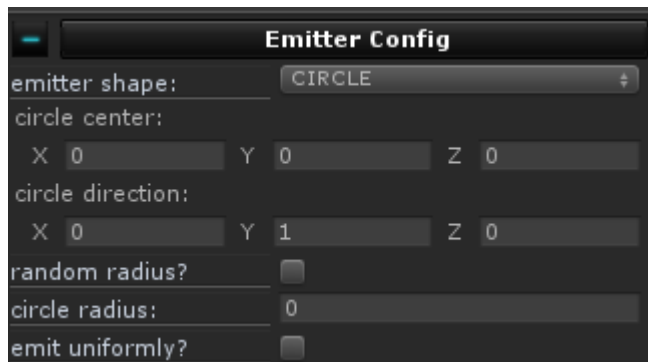 Emitter Config
emitter shape: CIRCLE
circle center:
X 0 Y 0 Z 0
circle direction:
X 0 Y 1 Z 0
random radius?
circle radius: 0
emit uniformly?